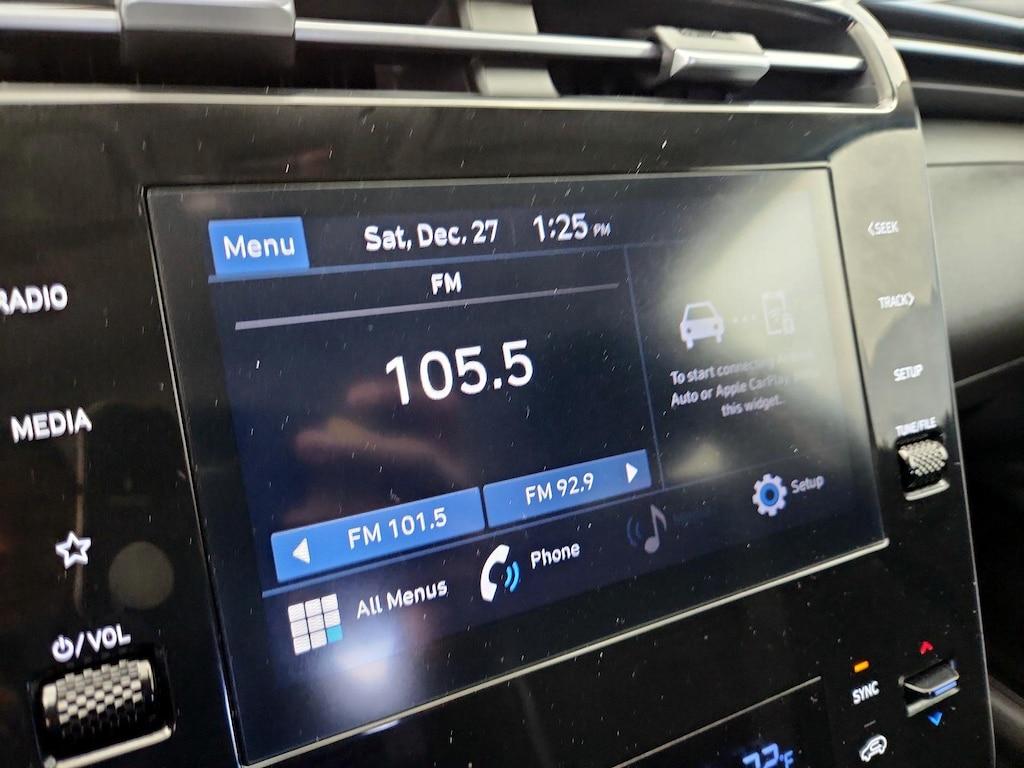 Menu
Sat, Dec. 27
1:25 PM
FM
105.5
FM 101.5
FM 92.9
To start connecting
Auto or Apple CarPlay,
this widget.
All Menus
Phone
Setup
RADIO
MEDIA
/VOL
<SEEK
TRACK>
SETUP
TUNE/FILE
SYNC
72°F